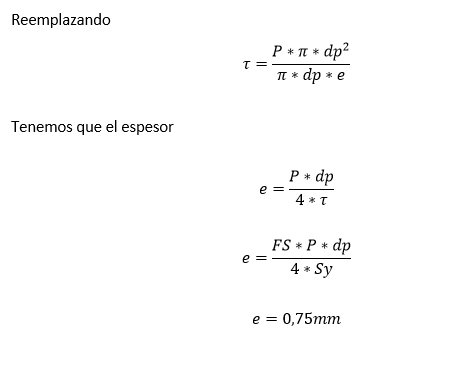 Reemplazando
τ = P * π * dp² / π * dp * e
Tenemos que el espesor
e = P * dp / 4 * τ
e = FS * P * dp / 4 * Sy
e = 0,75mm